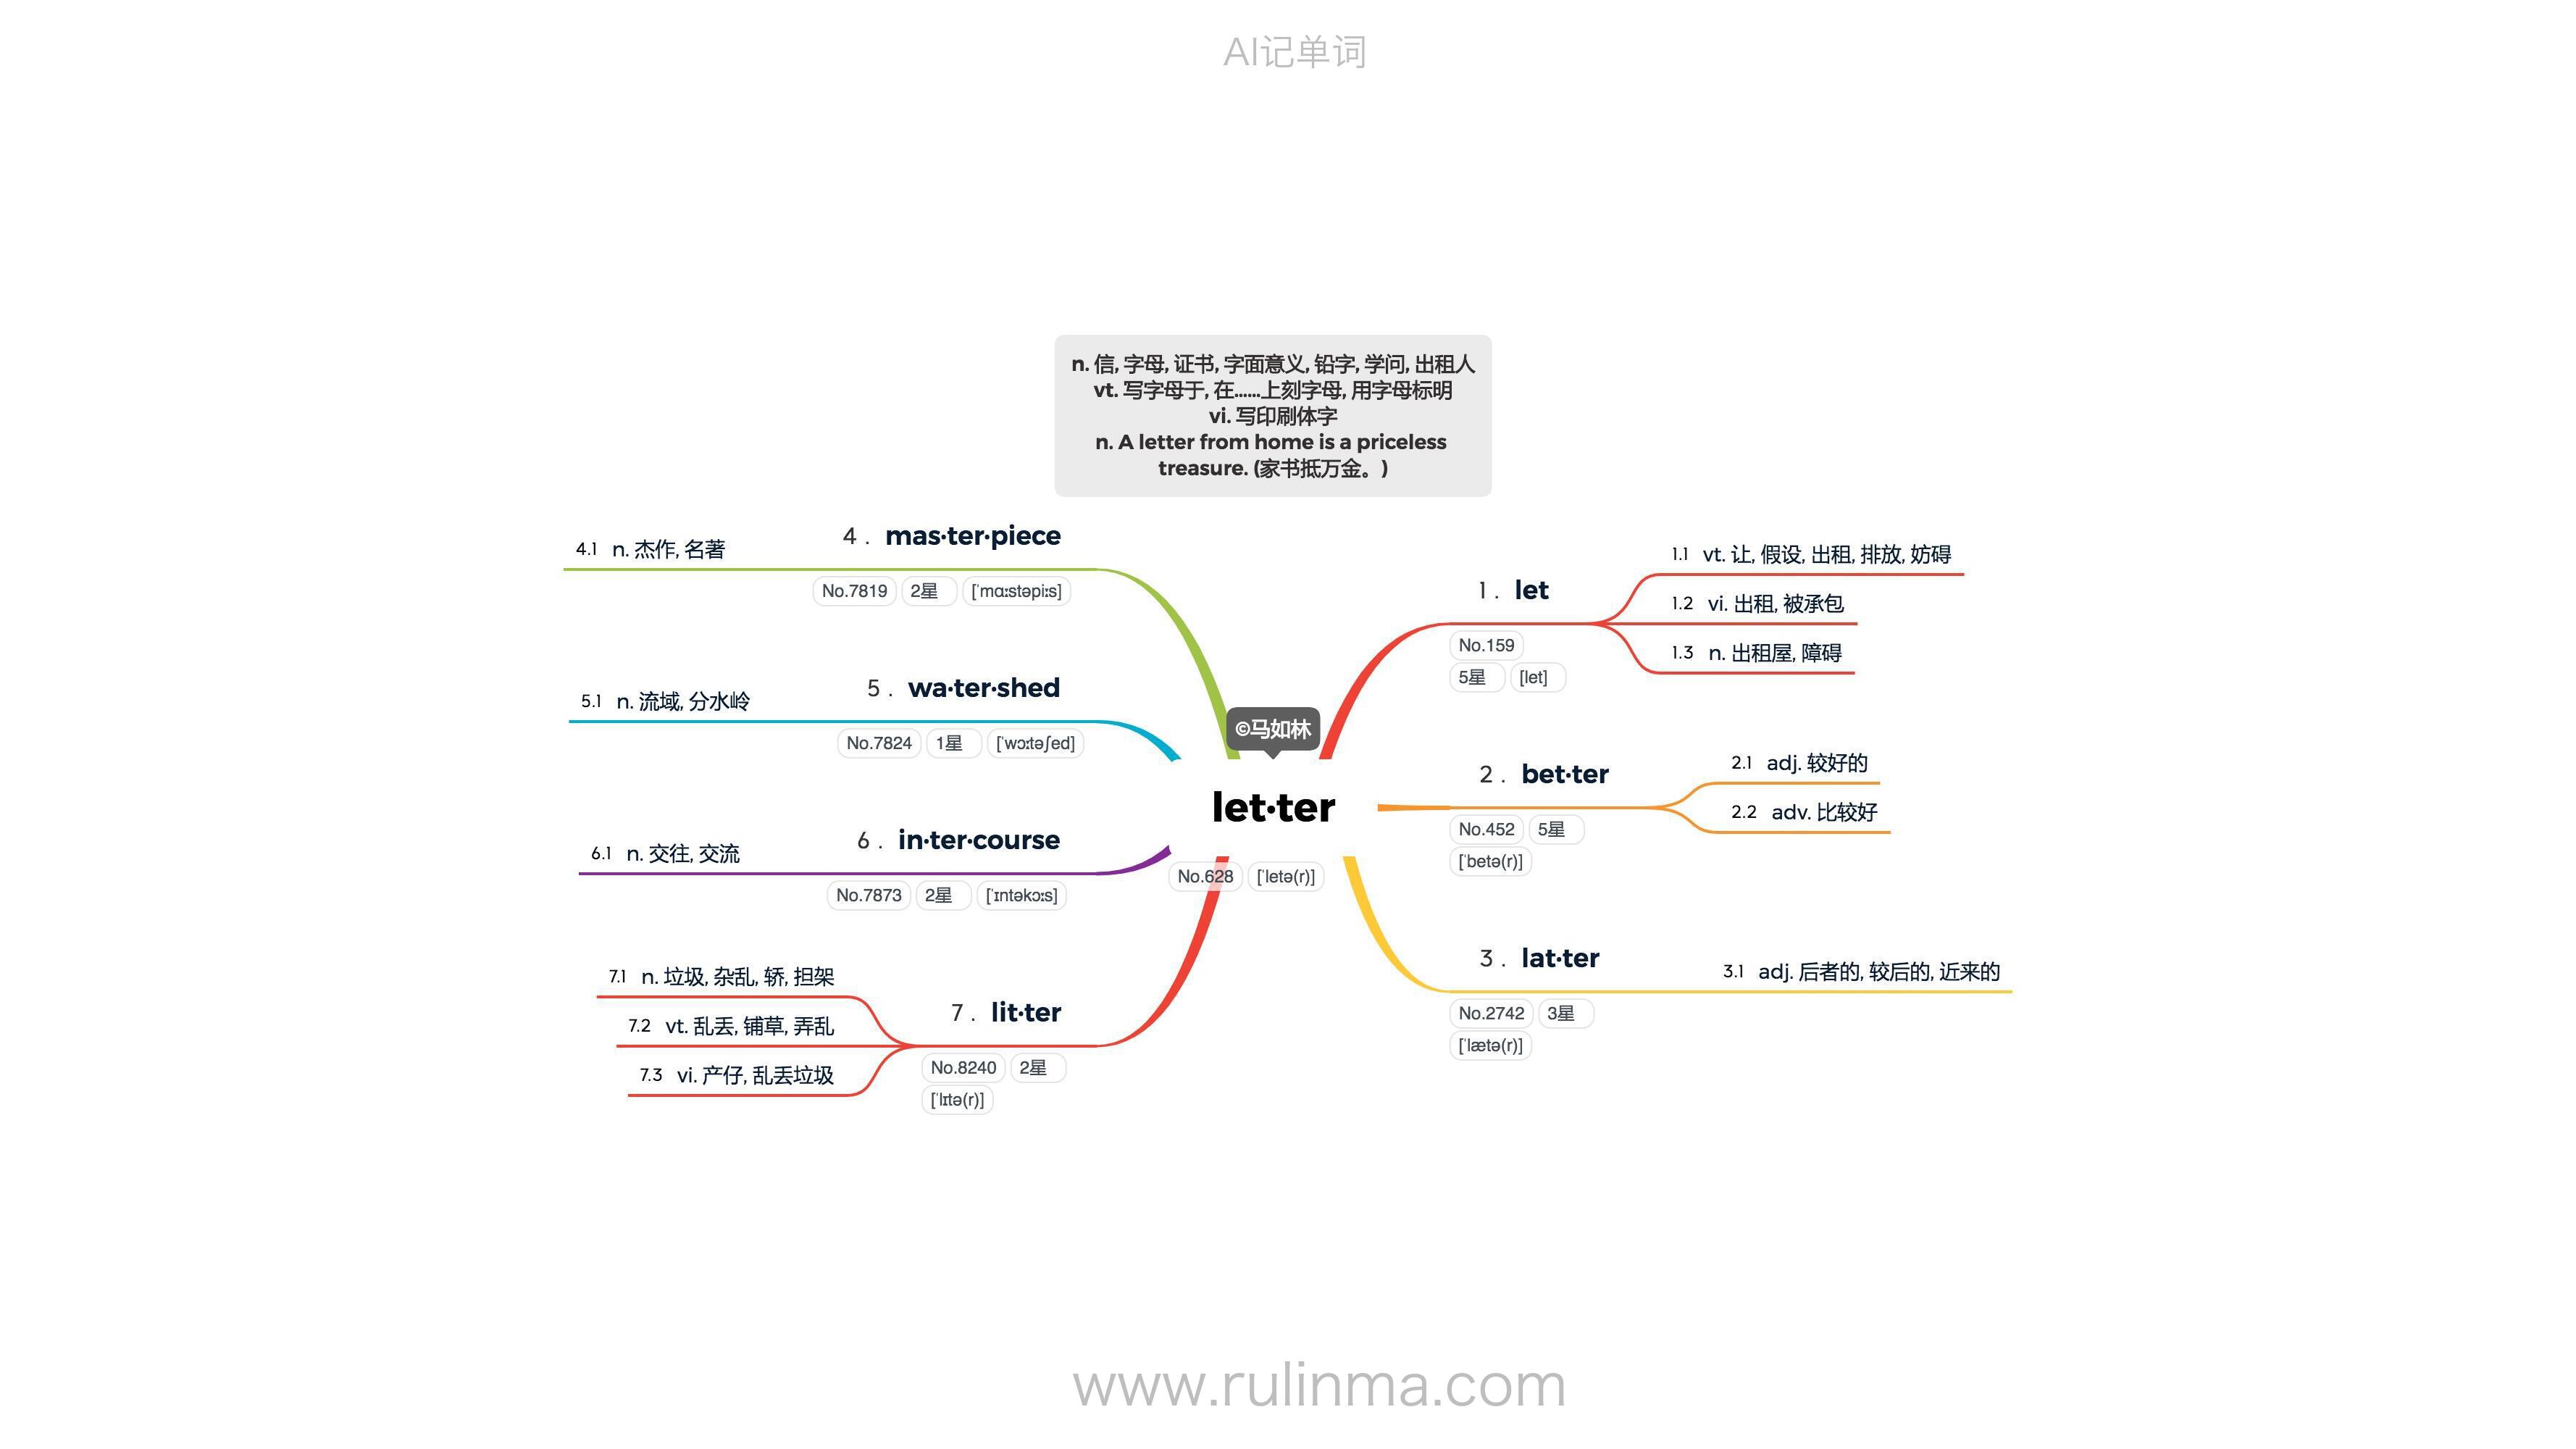 AI记单词
n. 信, 字母, 证书, 字面意义, 铅字, 学问, 出租人
vt. 写字母于, 在......上刻字母, 用字母标明
vi. 写印刷体字
n. A letter from home is a priceless
treasure. (家书抵万金。)
©马如林
let·ter
No.628 [ˈletə(r)]
1 . let
No.159
5星 [let]
1.1 vt. 让, 假设, 出租, 排放, 妨碍
1.2 vi. 出租, 被承包
1.3 n. 出租屋, 障碍
2 . bet·ter
No.452 5星
[ˈbetə(r)]
2.1 adj. 较好的
2.2 adv. 比较好
3 . lat·ter
No.2742 3星
[ˈlætə(r)]
3.1 adj. 后者的, 较后的, 近来的
4 . mas·ter·piece
No.7819 2星 [ˈmɑːstəpiːs]
4.1 n. 杰作, 名著
5 . wa·ter·shed
No.7824 1星 [ˈwɔːtəʃed]
5.1 n. 流域, 分水岭
6 . in·ter·course
No.7873 2星 [ˈɪntəkɔːs]
6.1 n. 交往, 交流
7 . lit·ter
No.8240 2星
[ˈlɪtə(r)]
7.1 n. 垃圾, 杂乱, 轿, 担架
7.2 vt. 乱丢, 铺草, 弄乱
7.3 vi. 产仔, 乱丢垃圾
www.rulinma.com